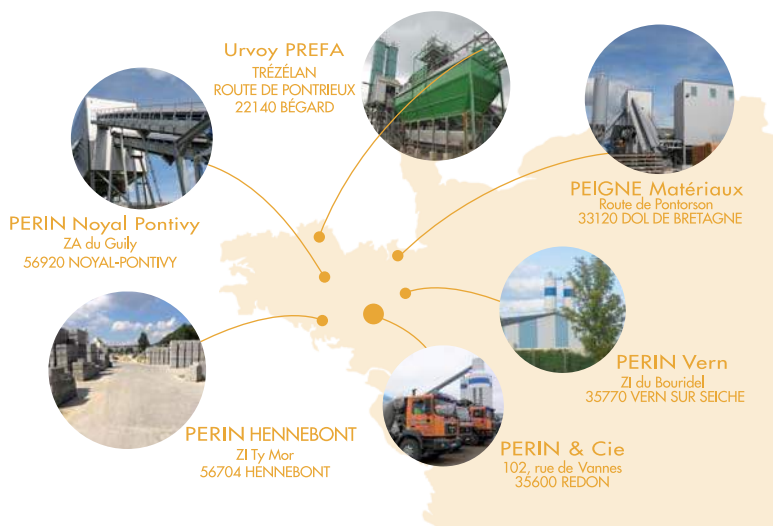 Urvoy PREFA
TRÉZÉLAN
ROUTE DE PONTRIEUX
22140 BÉGARD
PEIGNE Matériaux
Route de Pontorson
33120 DOL DE BRETAGNE
PERIN Noyal Pontivy
ZA du Guily
56920 NOYAL-PONTIVY
PERIN Vern
ZI du Bouridel
35770 VERN SUR SEICHE
PERIN HENNEBONT
ZI Ty Mor
56704 HENNEBONT
PERIN & Cie
102, rue de Vannes
35600 REDON